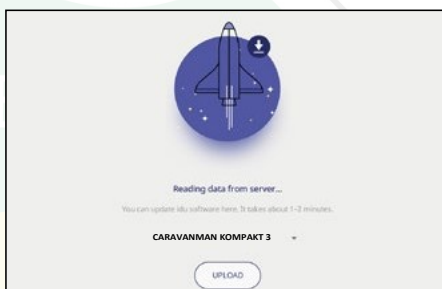 Reading data from server...
You can update idu software here. It takes about 1-2 minutes.
CARAVANMAN KOMPAKT 3
UPLOAD